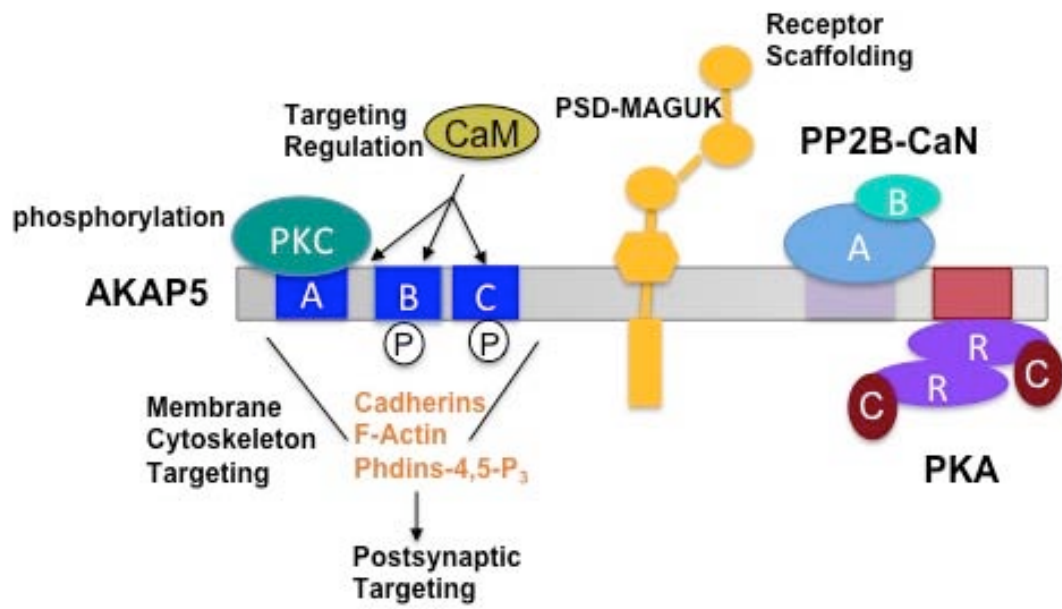 Receptor
Scaffolding
PSD-MAGUK
Targeting
Regulation
CaM
PP2B-CaN
phosphorylation
PKC
B
A
AKAP5
A
B
C
P
P
R
R
C
C
PKA
Membrane
Cytoskeleton
Targeting
Cadherins
F-Actin
Phdins-4,5-P₃
Postsynaptic
Targeting